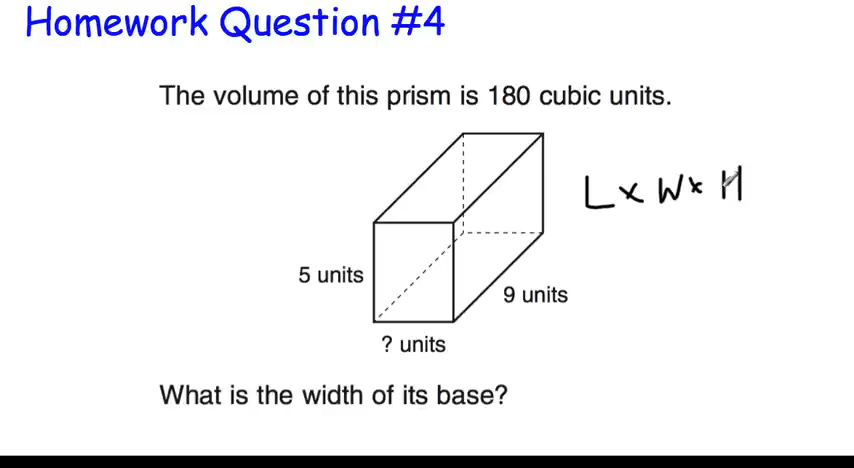 Homework Question #4
The volume of this prism is 180 cubic units.
L x W x H
5 units
9 units
? units
What is the width of its base?